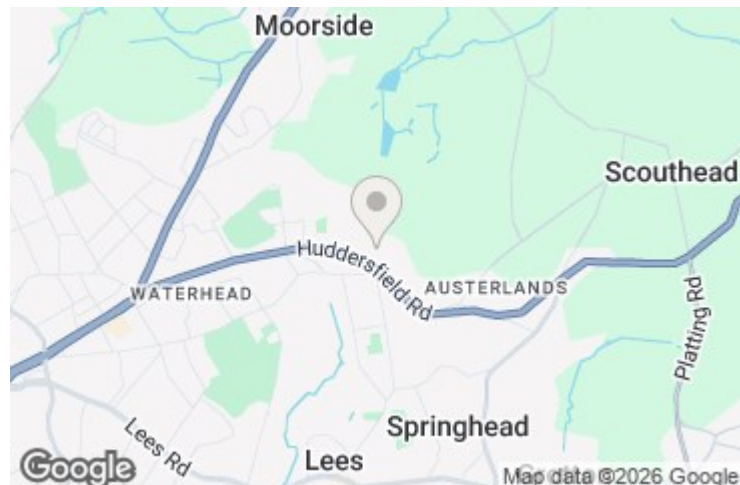 Moorside
Scouthead
Huddersfield Rd
WATERHEAD
AUSTERLANDS
Platting Rd
Lees Rd
Springhead
Lees
Google
Map data ©2026 Google